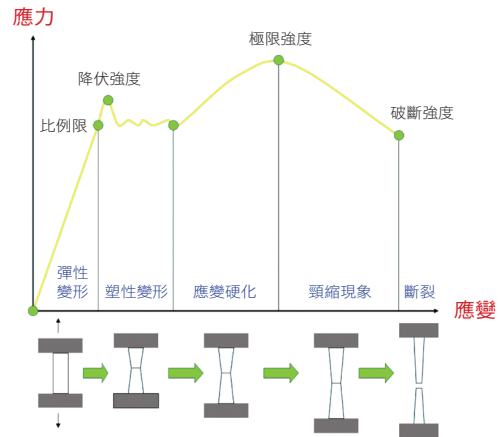 應力
極限強度
降伏強度
比例限
破斷強度
彈性
變形
塑性變形
應變硬化
頸縮現象
斷裂
應變